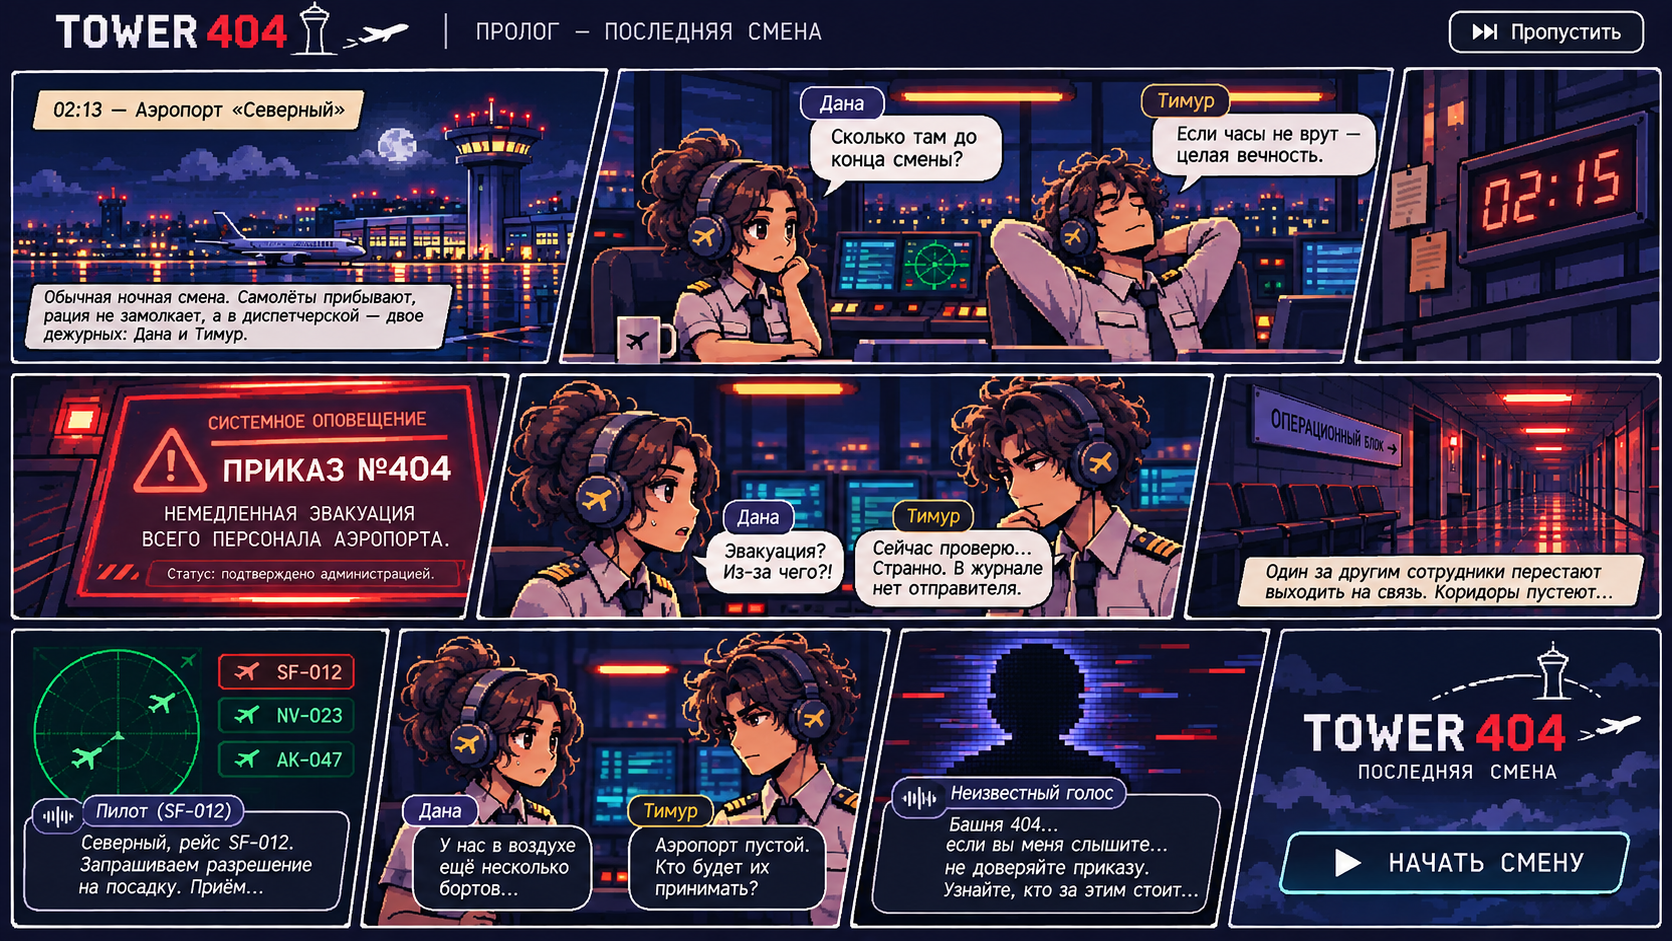 TOWER 404
ПРОЛОГ — ПОСЛЕДНЯЯ СМЕНА
Пропустить
02:13 — Аэропорт «Северный»
Обычная ночная смена. Самолёты прибывают,
рация не замолкает, а в диспетчерской — двое
дежурных: Дана и Тимур.
Дана
Сколько там до
конца смены?
Тимур
Если часы не врут —
целая вечность.
02:15
СИСТЕМНОЕ ОПОВЕЩЕНИЕ
ПРИКАЗ №404
НЕМЕДЛЕННАЯ ЭВАКУАЦИЯ
ВСЕГО ПЕРСОНАЛА АЭРОПОРТА.
Статус: подтверждено администрацией.
Дана
Эвакуация?
Из-за чего?!
Тимур
Сейчас проверю...
Странно. В журнале
нет отправителя.
ОПЕРАЦИОННЫЙ БЛОК →
Один за другим сотрудники перестают
выходить на связь. Коридоры пустеют...
SF-012
NV-023
AK-047
Пилот (SF-012)
Северный, рейс SF-012.
Запрашиваем разрешение
на посадку. Приём...
Дана
У нас в воздухе
ещё несколько
бортов...
Тимур
Аэропорт пустой.
Кто будет их
принимать?
Неизвестный голос
Башня 404...
если вы меня слышите...
не доверяйте приказу.
Узнайте, кто за этим стоит...
TOWER 404
ПОСЛЕДНЯЯ СМЕНА
НАЧАТЬ СМЕНУ